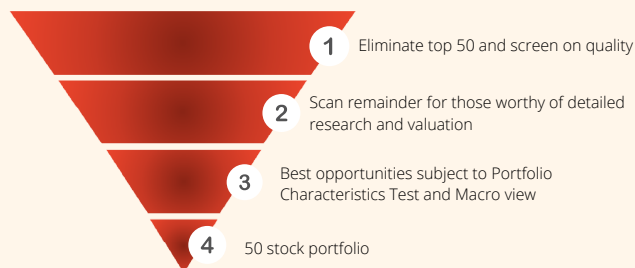 1 Eliminate top 50 and screen on quality
2 Scan remainder for those worthy of detailed
research and valuation
3 Best opportunities subject to Portfolio
Characteristics Test and Macro view
4 50 stock portfolio